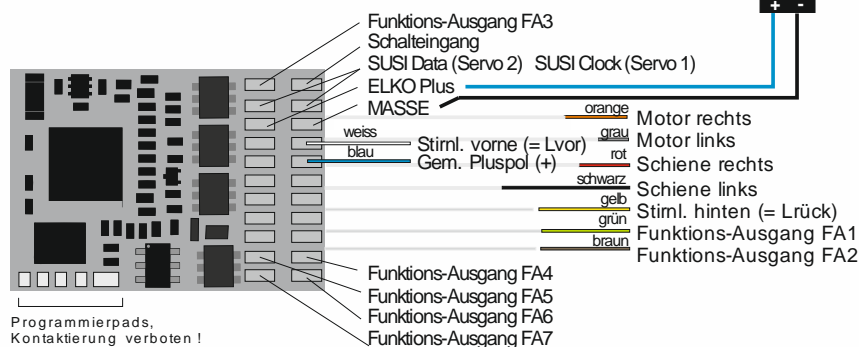 + -
Funktions-Ausgang FA3
Schalteingang
SUSI Data (Servo 2) SUSI Clock (Servo 1)
ELKO Plus
MASSE
orange
Motor rechts
weiss
grau
Stirnl. vorne (= Lvor)
Motor links
blau
rot
Gem. Pluspol (+)
Schiene rechts
schwarz
Schiene links
gelb
Stirnl. hinten (= Lrück)
grün
Funktions-Ausgang FA1
braun
Funktions-Ausgang FA2
Funktions-Ausgang FA4
Funktions-Ausgang FA5
Funktions-Ausgang FA6
Funktions-Ausgang FA7
Programmierpads,
Kontaktierung verboten !